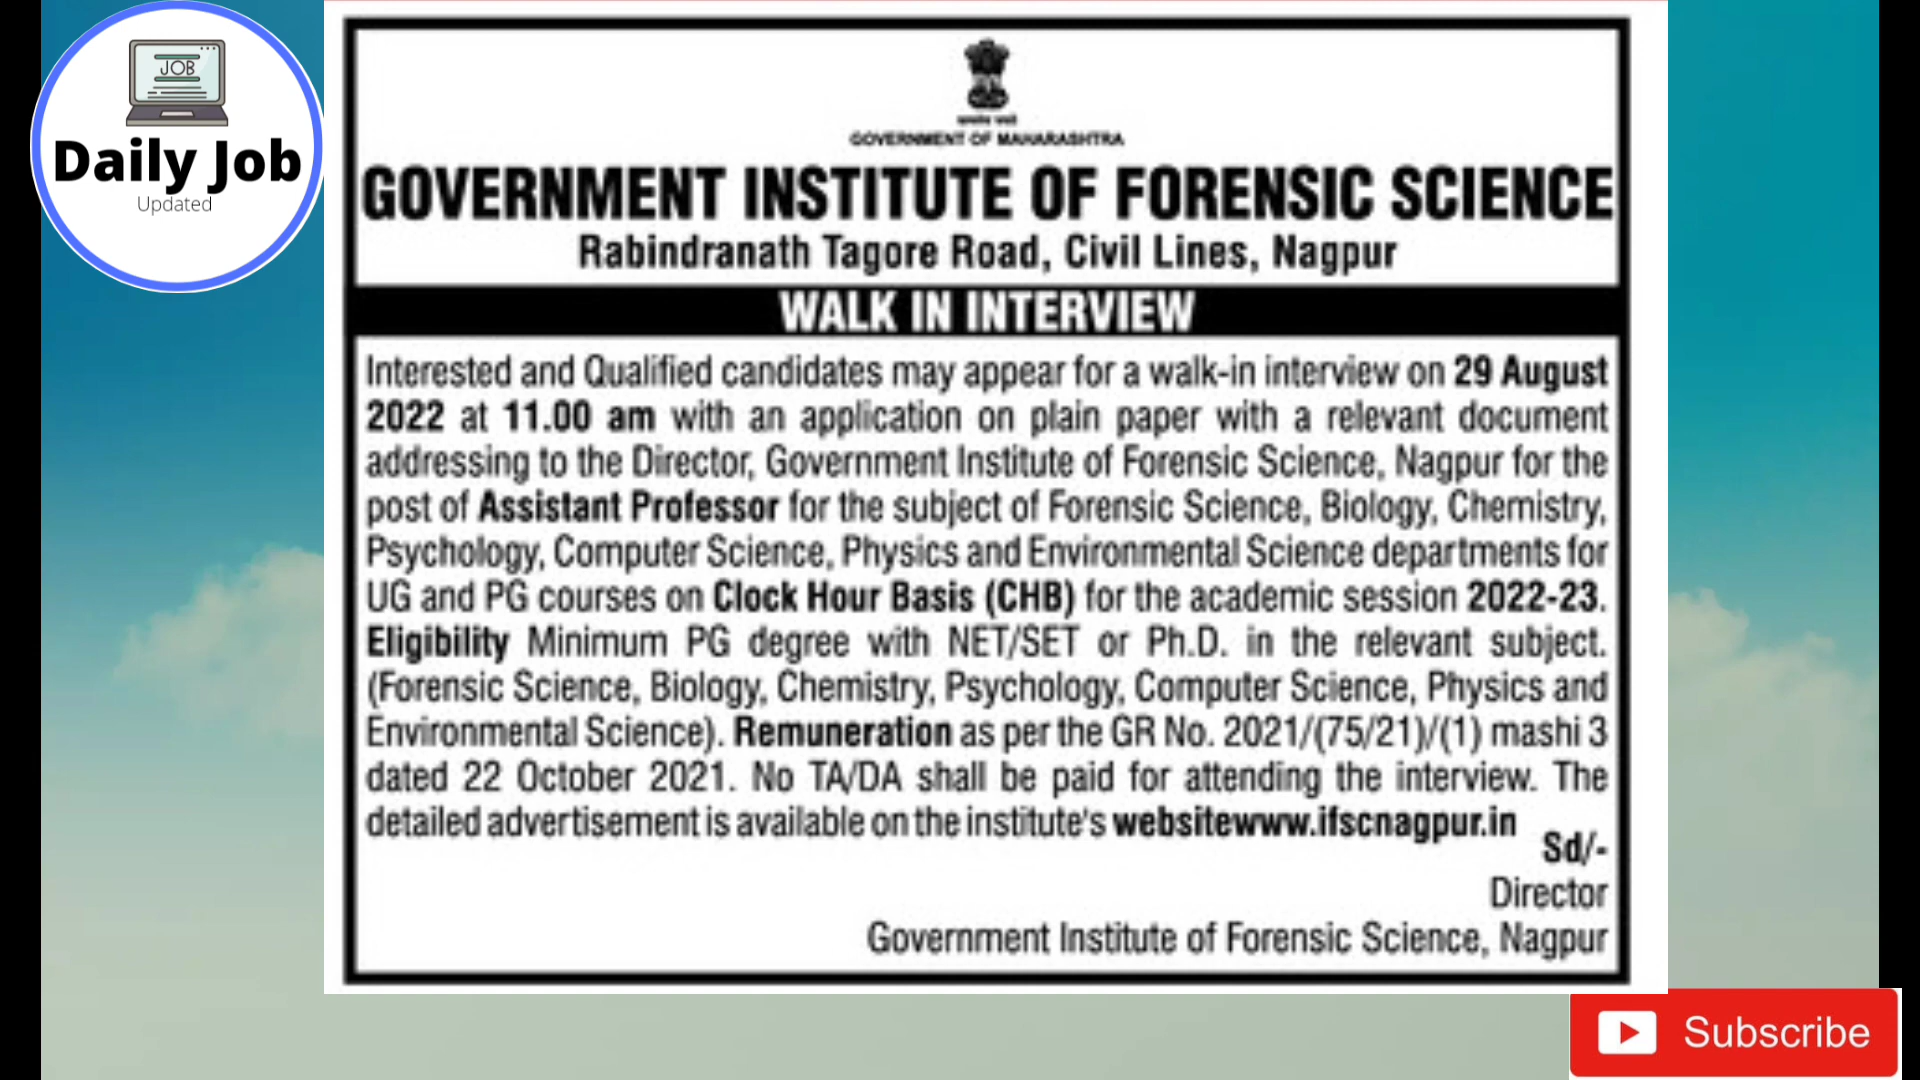 JOB
Daily Job
Updated
GOVERNMENT OF MAHARASHTRA
GOVERNMENT INSTITUTE OF FORENSIC SCIENCE
Rabindranath Tagore Road, Civil Lines, Nagpur
WALK IN INTERVIEW
Interested and Qualified candidates may appear for a walk-in interview on 29 August
2022 at 11.00 am with an application on plain paper with a relevant document
addressing to the Director, Government Institute of Forensic Science, Nagpur for the
post of Assistant Professor for the subject of Forensic Science, Biology, Chemistry,
Psychology, Computer Science, Physics and Environmental Science departments for
UG and PG courses on Clock Hour Basis (CHB) for the academic session 2022-23.
Eligibility Minimum PG degree with NET/SET or Ph.D. in the relevant subject.
(Forensic Science, Biology, Chemistry, Psychology, Computer Science, Physics and
Environmental Science). Remuneration as per the GR No. 2021/(75/21)/(1) mashi 3
dated 22 October 2021. No TA/DA shall be paid for attending the interview. The
detailed advertisement is available on the institute's websitewww.ifscnagpur.in
Sd/-
Director
Government Institute of Forensic Science, Nagpur
Subscribe